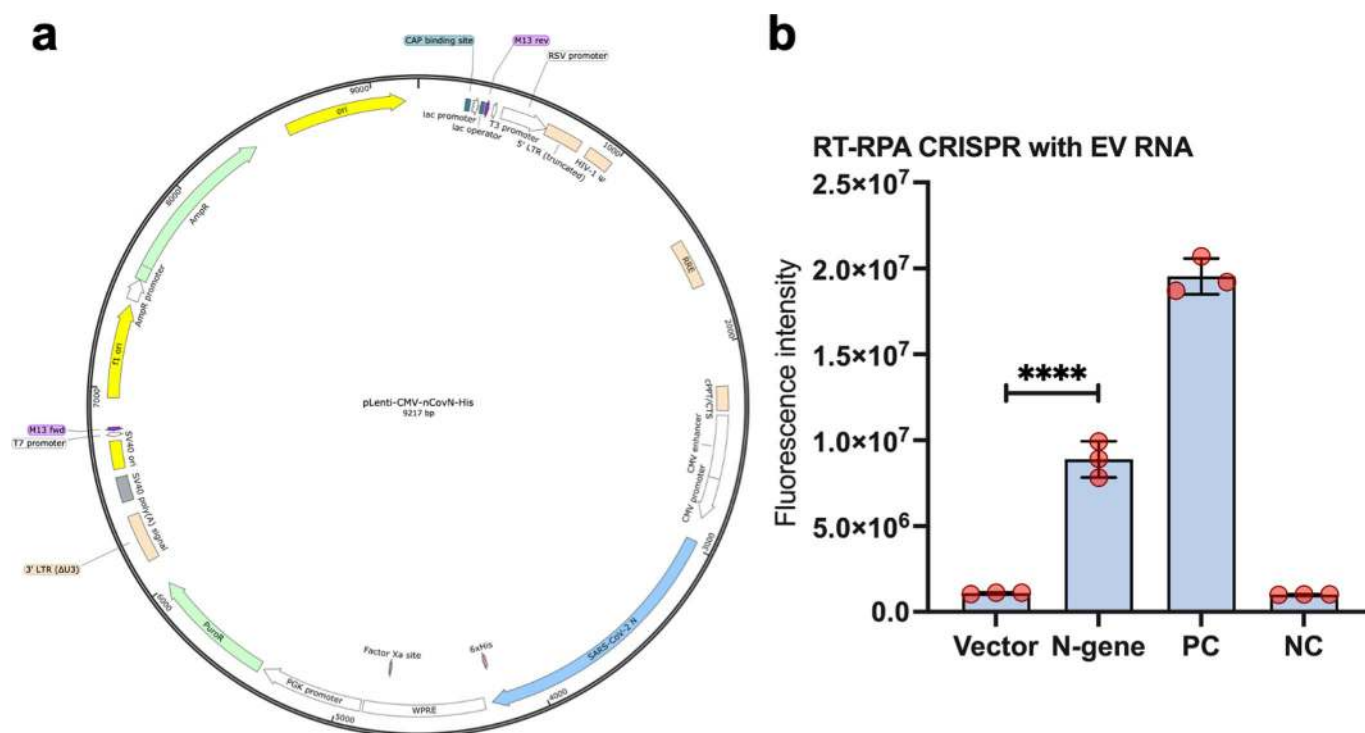 a
CAP binding site
M13 rev
RSV promoter
lac promoter
lac operator
T3 promoter
5' LTR (truncated)
HIV-1 ψ
1000
RRE
2000
cPPT/CTS
CMV enhancer
CMV promoter
3000
SARS-CoV-2 N
4000
6xHis
Factor Xa site
WPRE
5000
PGK promoter
PuroR
6000
3' LTR (ΔU3)
SV40 poly(A) signal
SV40 ori
T7 promoter
M13 fwd
7000
f1 ori
AmpR promoter
AmpR
8000
ori
9000
pLenti-CMV-nCovN-His
9217 bp
b
RT-RPA CRISPR with EV RNA
Fluorescence intensity
2.5×10⁷
2.0×10⁷
1.5×10⁷
1.0×10⁷
5.0×10⁶
0.0
****
Vector N-gene PC NC